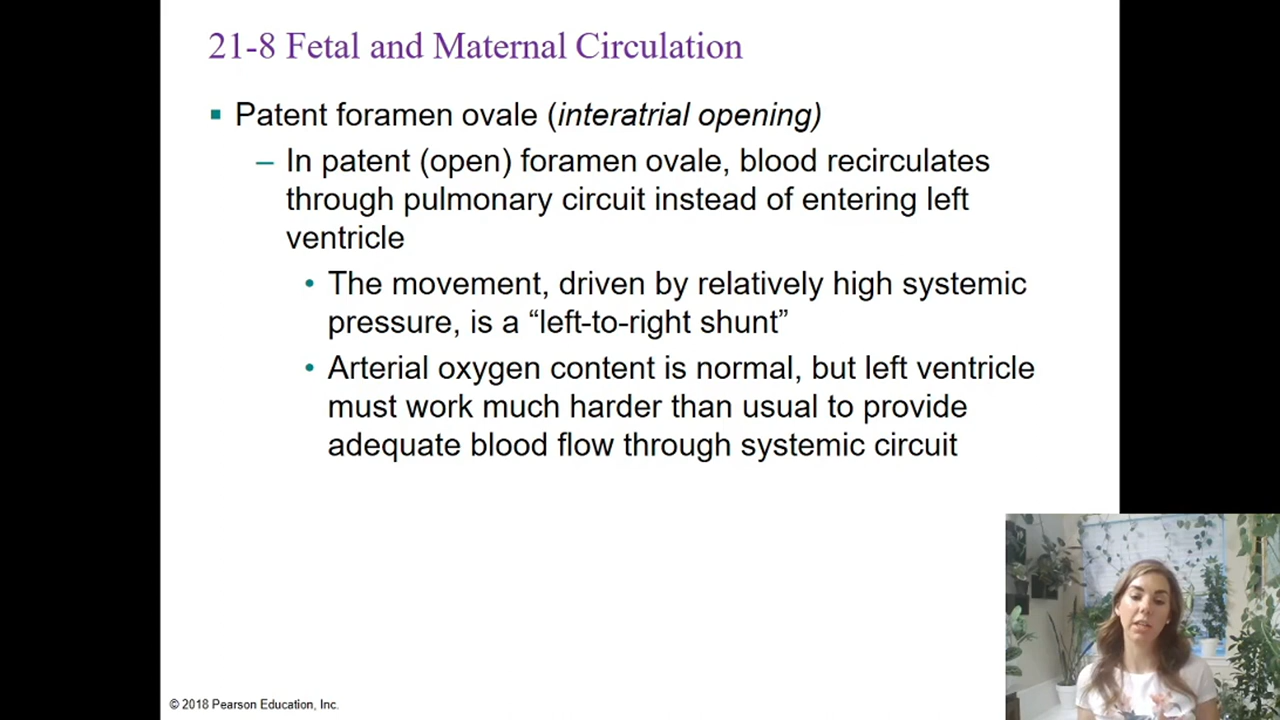 21-8 Fetal and Maternal Circulation
▪ Patent foramen ovale (interatrial opening)
– In patent (open) foramen ovale, blood recirculates
through pulmonary circuit instead of entering left
ventricle
• The movement, driven by relatively high systemic
pressure, is a “left-to-right shunt”
• Arterial oxygen content is normal, but left ventricle
must work much harder than usual to provide
adequate blood flow through systemic circuit
© 2018 Pearson Education, Inc.